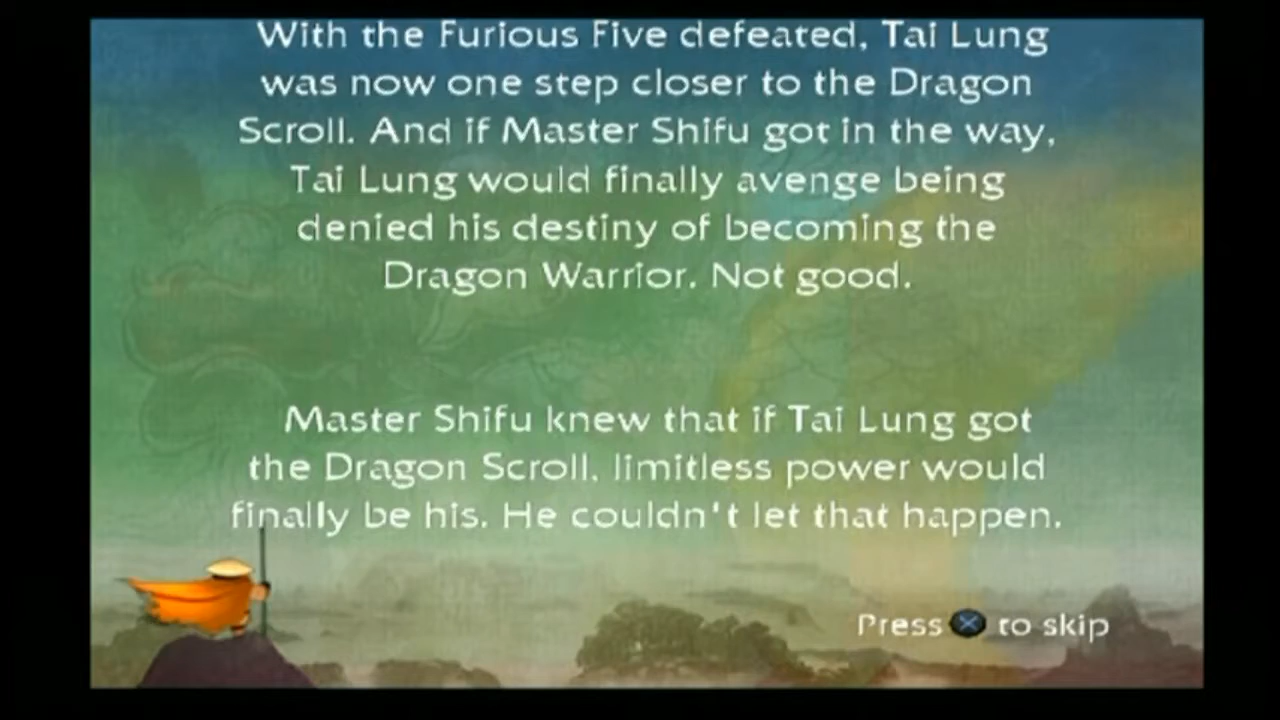 With the Furious Five defeated, Tai Lung
was now one step closer to the Dragon
Scroll. And if Master Shifu got in the way,
Tai Lung would finally avenge being
denied his destiny of becoming the
Dragon Warrior. Not good.
Master Shifu knew that if Tai Lung got
the Dragon Scroll, limitless power would
finally be his. He couldn't let that happen.
Press to skip